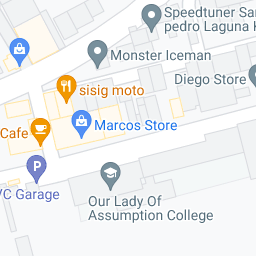 Speedtuner San
pedro Laguna
Monster Iceman
Diego Store
sisig moto
Marcos Store
Cafe
VC Garage
Our Lady Of
Assumption College